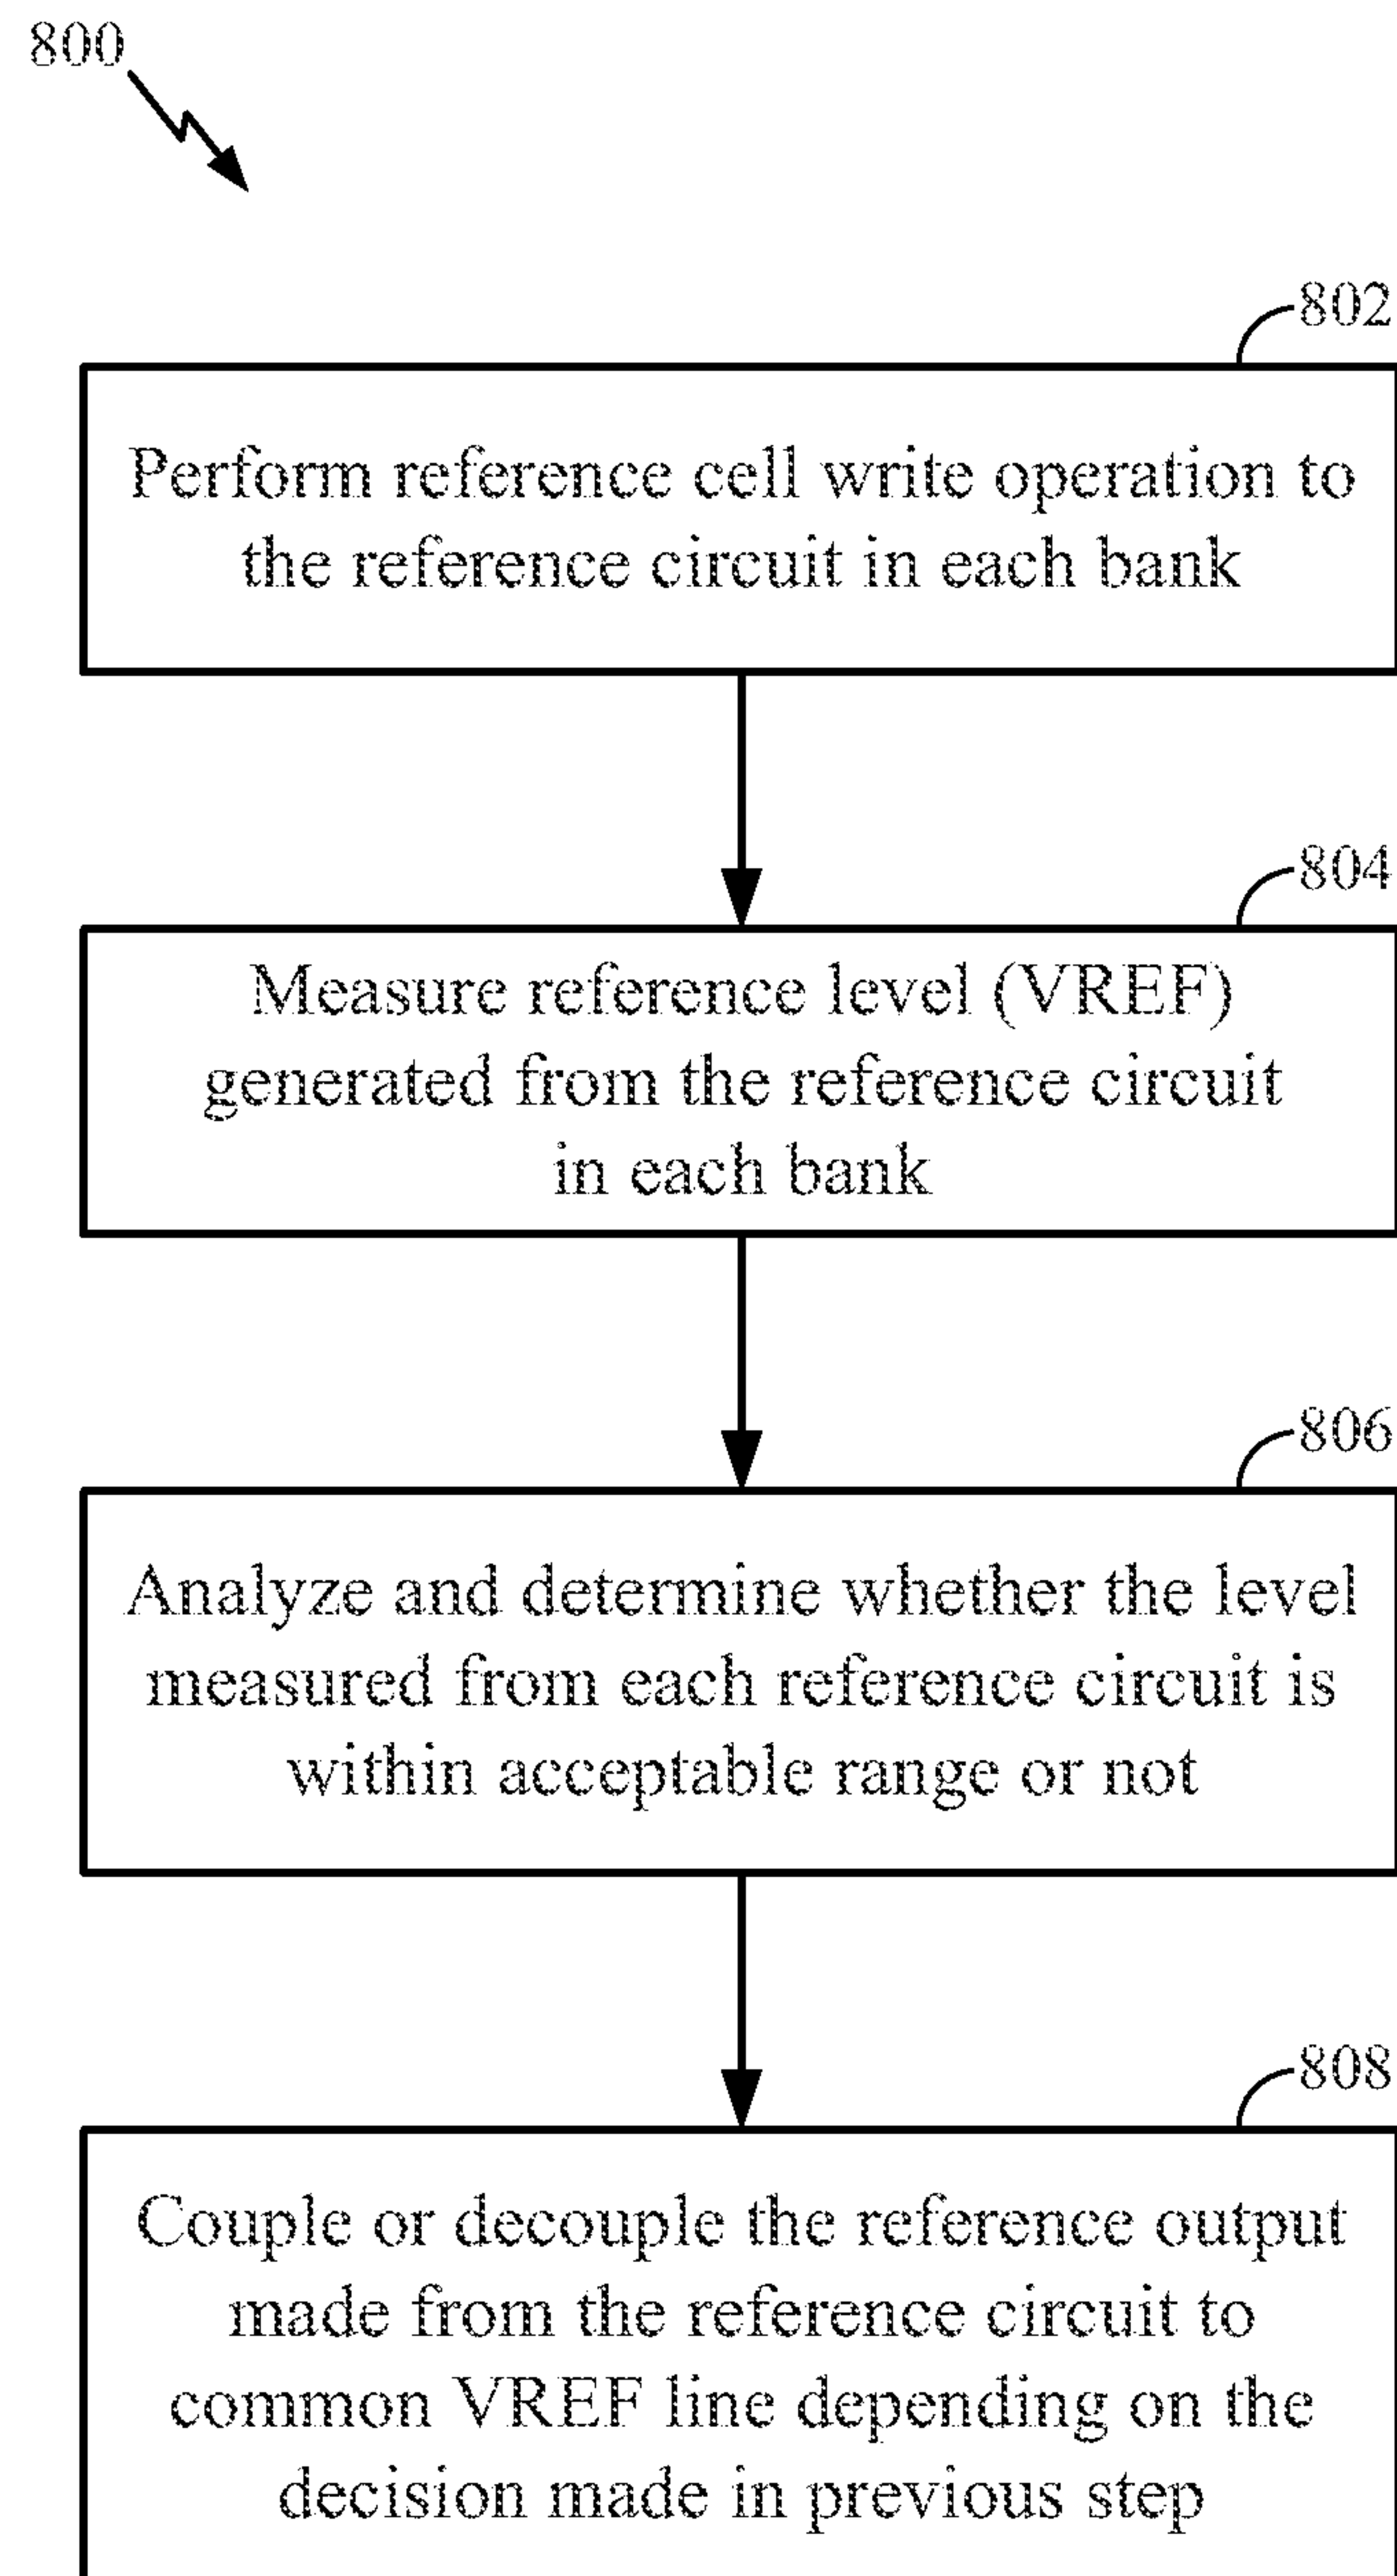 800
802
Perform reference cell write operation to
the reference circuit in each bank
804
Measure reference level (VREF)
generated from the reference circuit
in each bank
806
Analyze and determine whether the level
measured from each reference circuit is
within acceptable range or not
808
Couple or decouple the reference output
made from the reference circuit to
common VREF line depending on the
decision made in previous step